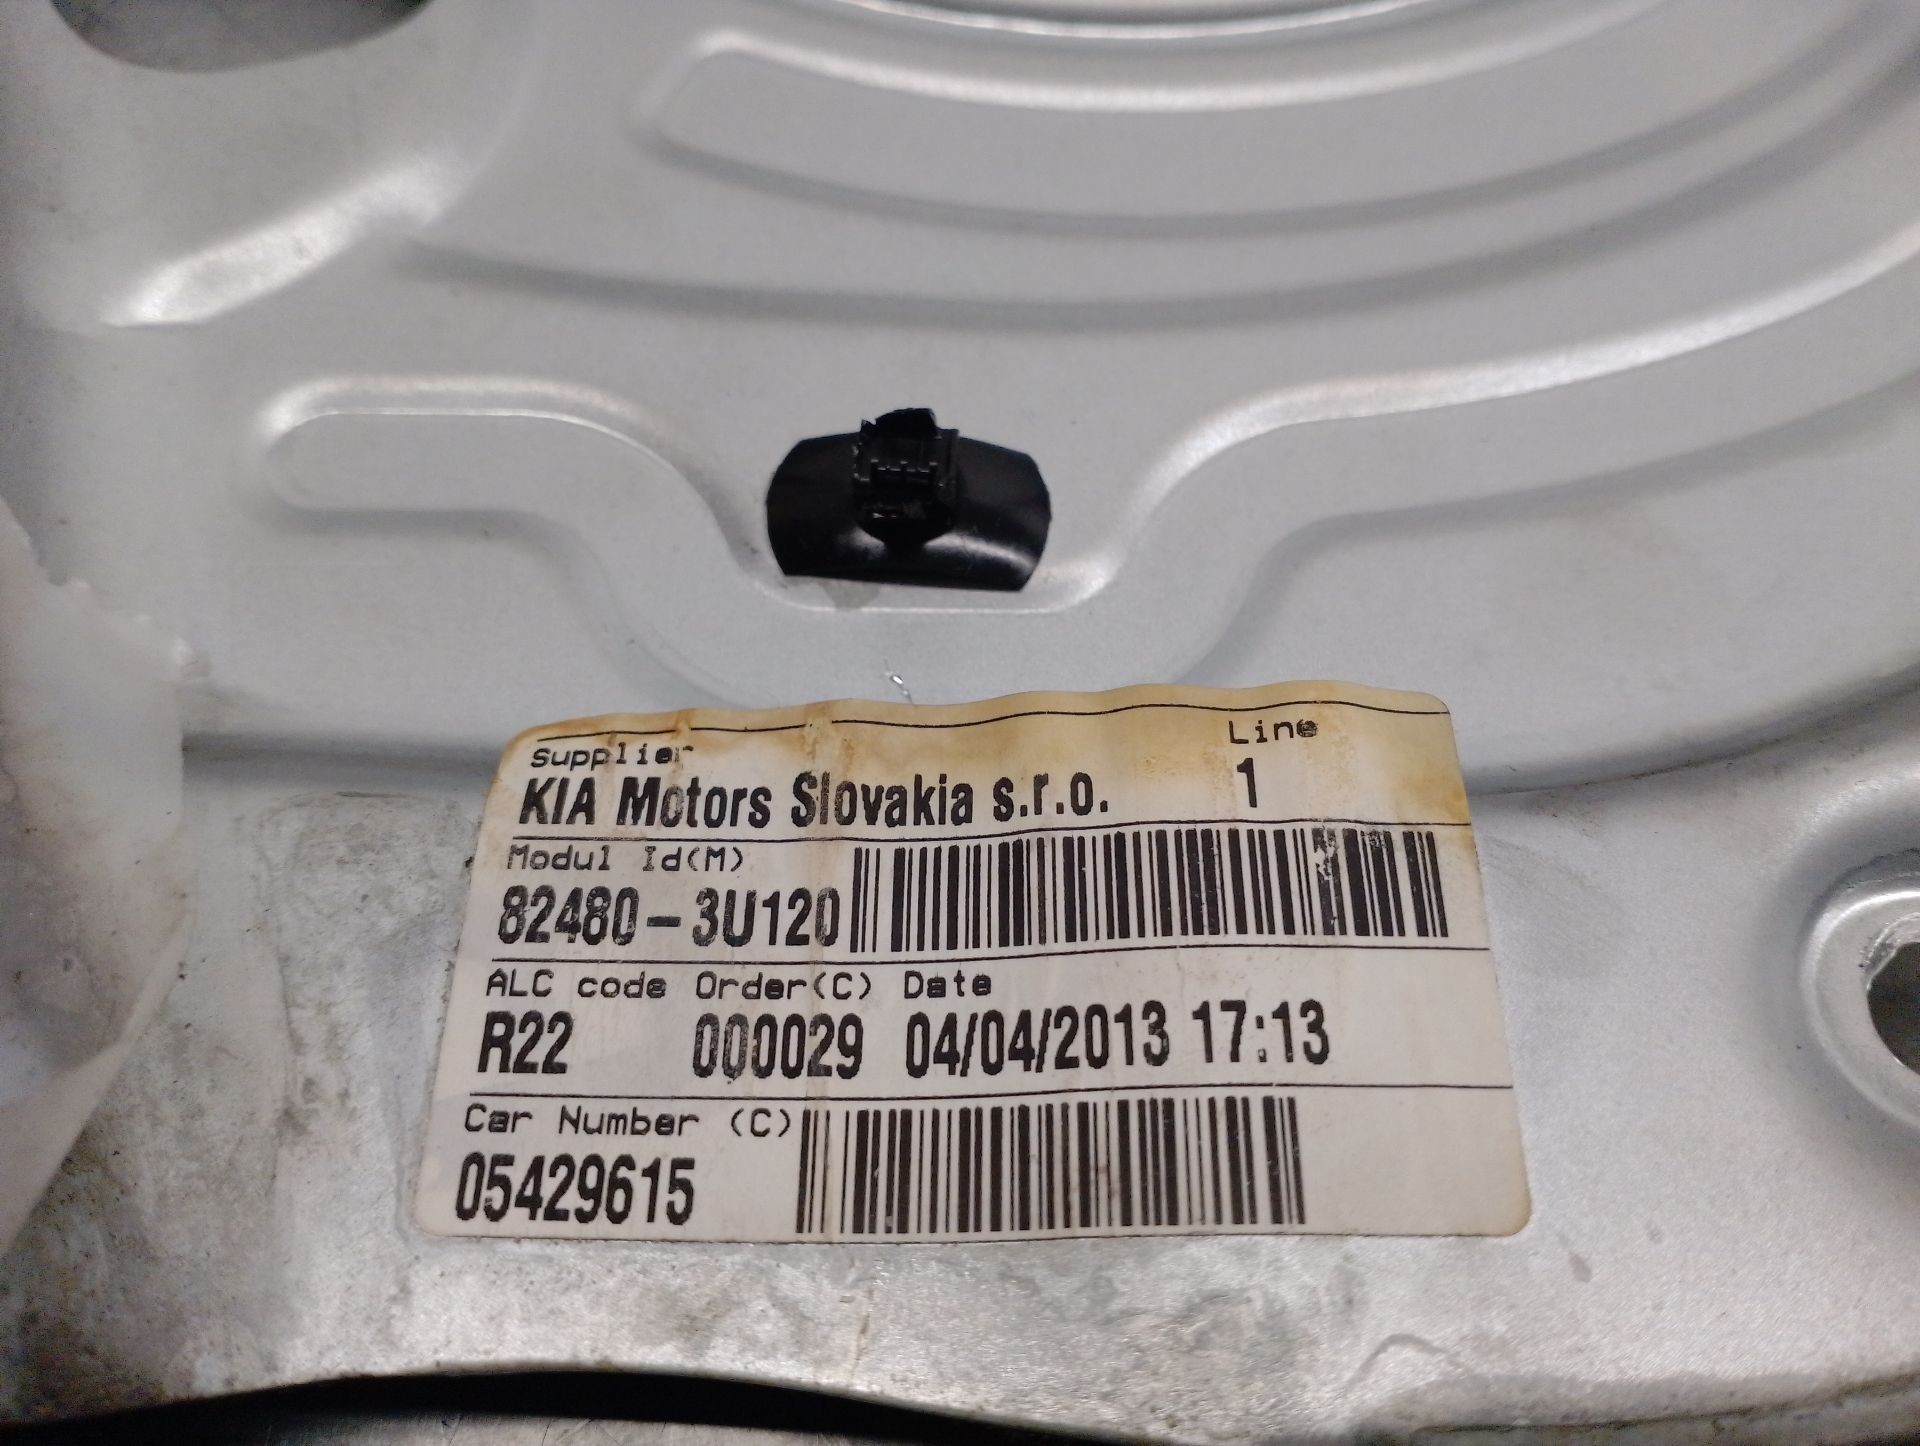 Supplier Line
KIA Motors Slovakia s.r.o. 1
Modul Id(M)
82480-3U120
ALC code Order(C) Date
R22 000029 04/04/2013 17:13
Car Number (C)
05429615